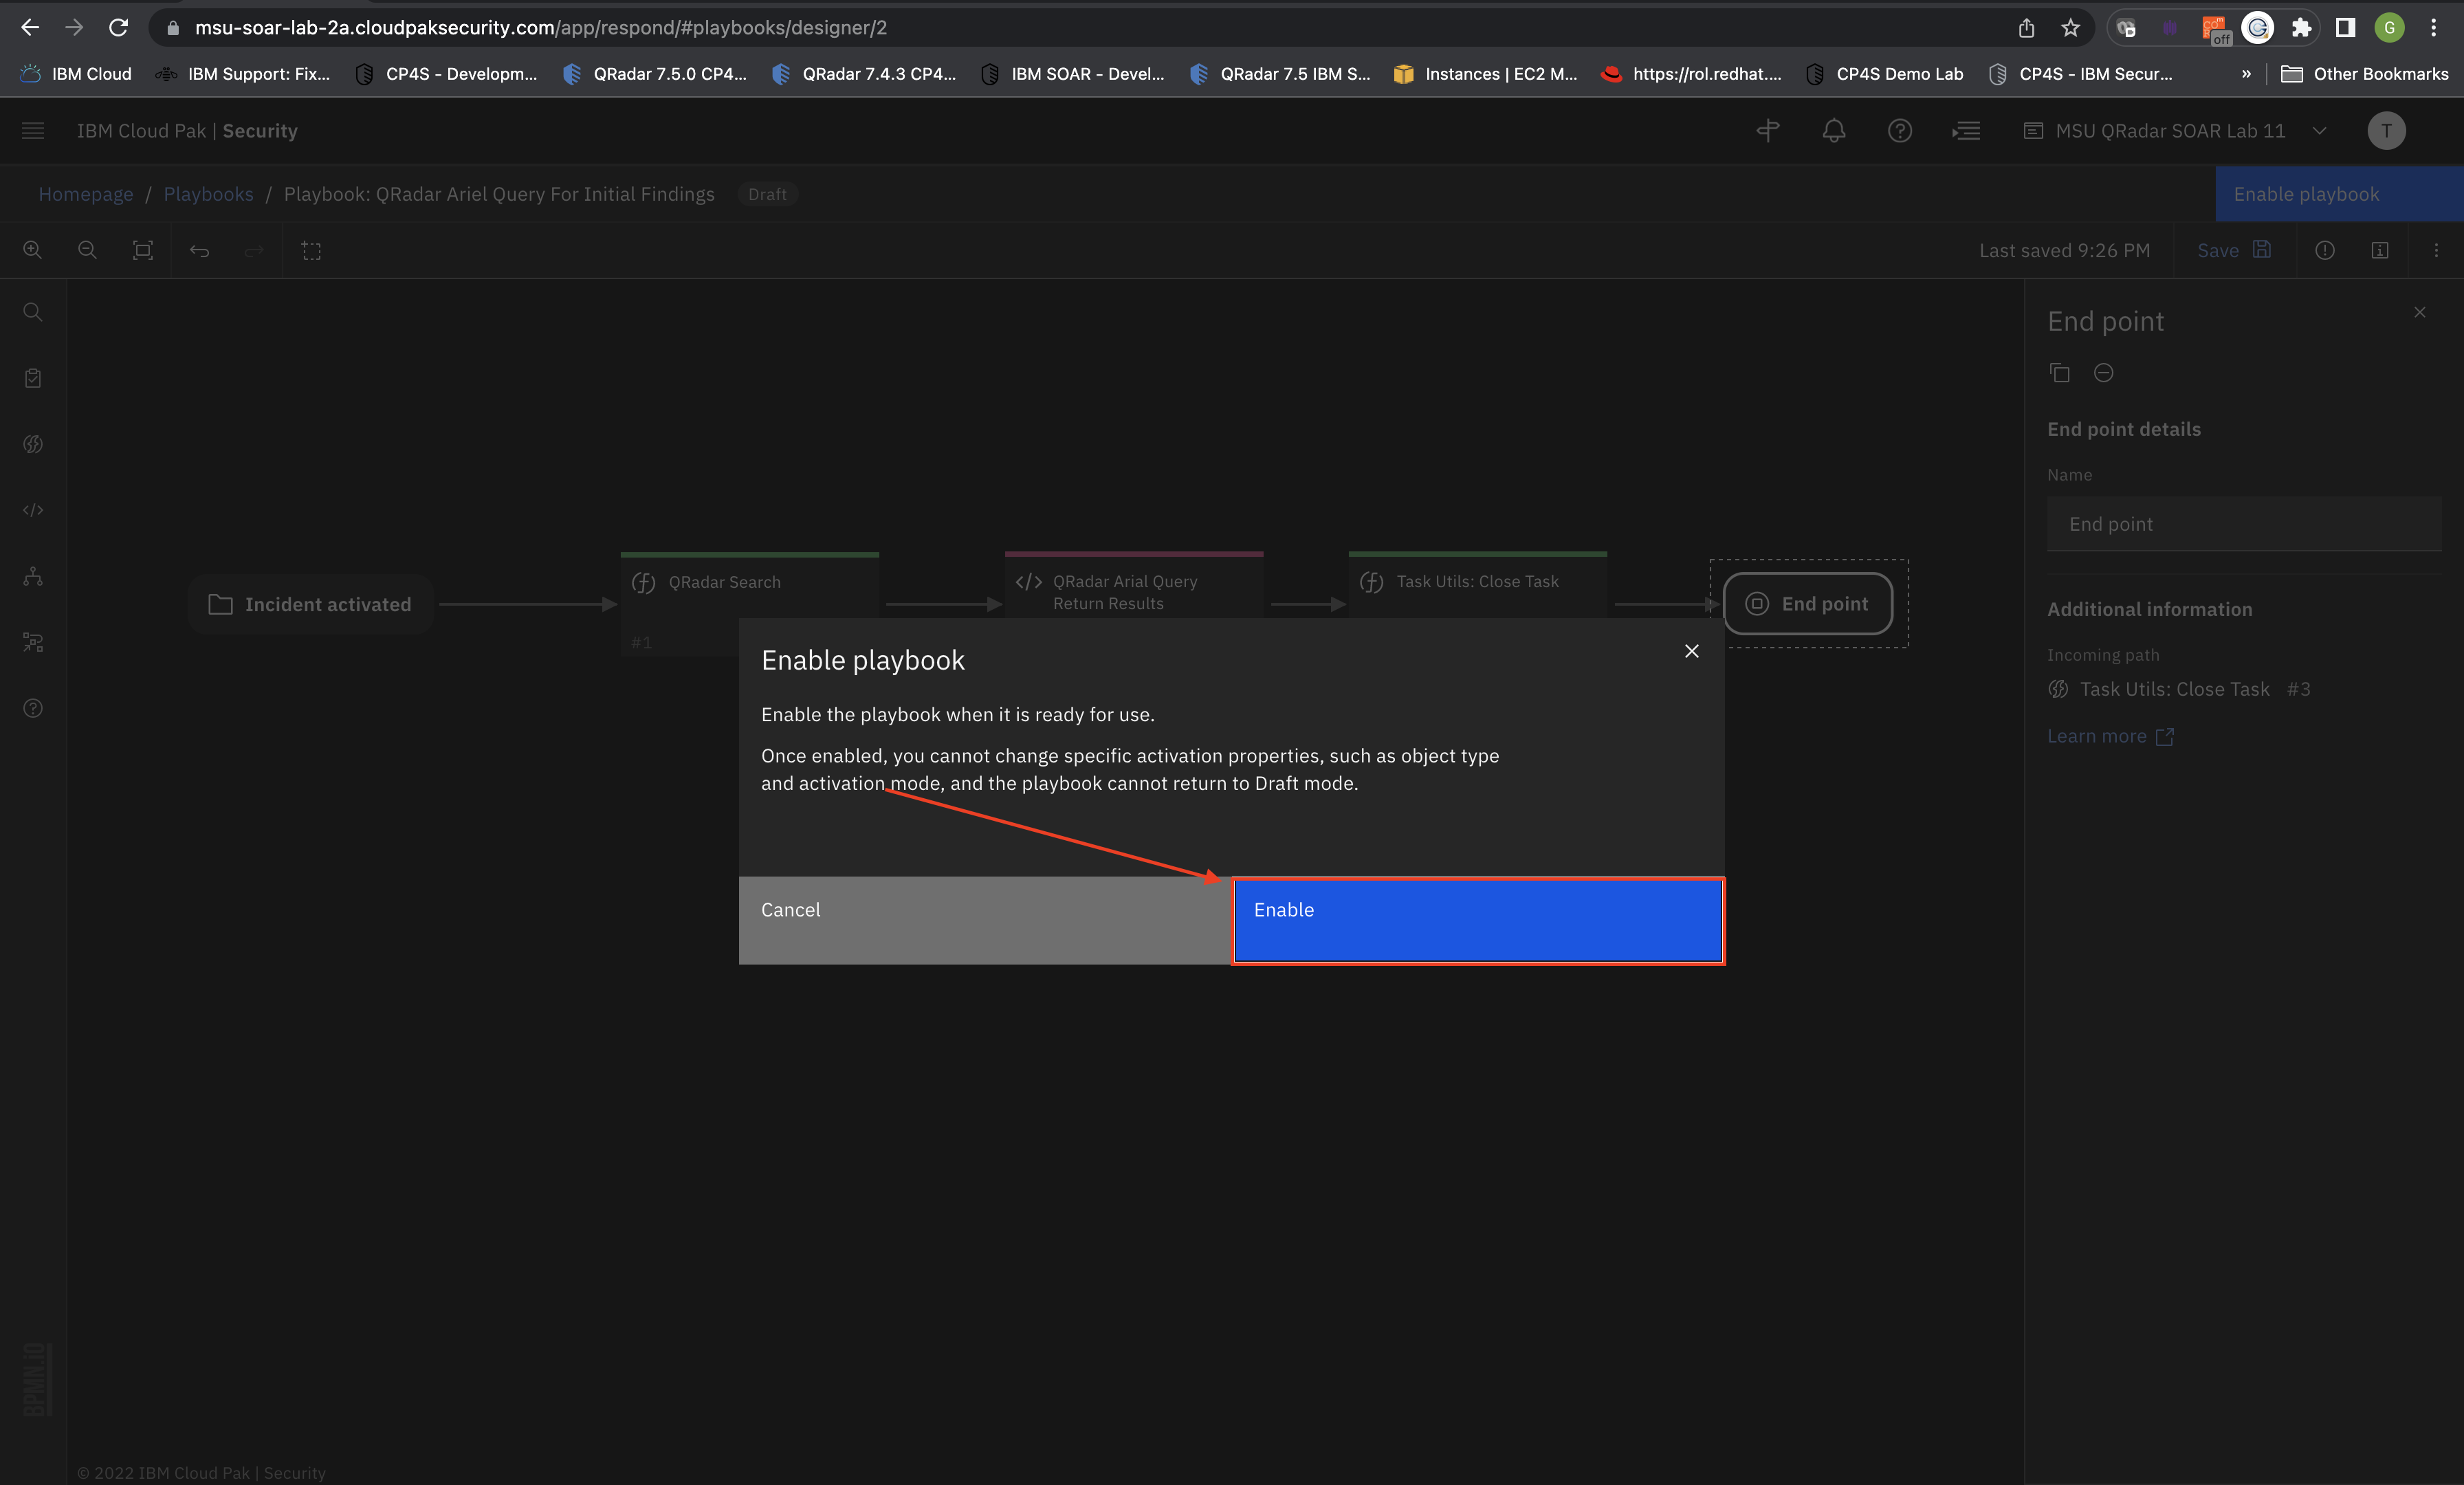 msu-soar-lab-2a.cloudpaksecurity.com/app/respond/#playbooks/designer/2
off
G
IBM Cloud
IBM Support: Fix...
CP4S - Developm...
QRadar 7.5.0 CP4...
QRadar 7.4.3 CP4...
IBM SOAR - Devel...
QRadar 7.5 IBM S...
Instances | EC2 M...
https://rol.redhat....
CP4S Demo Lab
CP4S - IBM Secur...
»
Other Bookmarks
IBM Cloud Pak | Security
MSU QRadar SOAR Lab 11
T
Homepage / Playbooks / Playbook: QRadar Ariel Query For Initial Findings
Draft
Enable playbook
Last saved 9:26 PM
Save
End point
End point details
Name
End point
Additional information
Incoming path
Task Utils: Close Task #3
Learn more
Incident activated
QRadar Search
#1
QRadar Arial Query
Return Results
Task Utils: Close Task
End point
Enable playbook
Enable the playbook when it is ready for use.
Once enabled, you cannot change specific activation properties, such as object type
and activation mode, and the playbook cannot return to Draft mode.
Cancel
Enable
BPMN.iO
© 2022 IBM Cloud Pak | Security